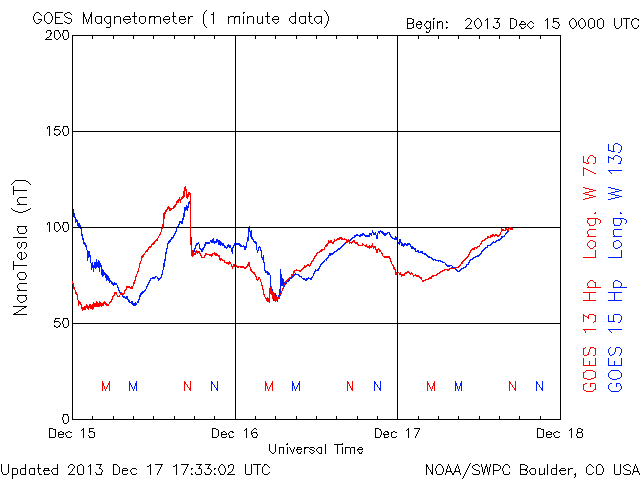 GOES Magnetometer (1 minute data)
Begin: 2013 Dec 15 0000 UTC
200
150
100
50
0
NanoTesla (nT)
M M N N M M N N M M N N
Dec 15 Dec 16 Dec 17 Dec 18
Universal Time
GOES 13 Hp Long. W 75
GOES 15 Hp Long. W 135
Updated 2013 Dec 17 17:33:02 UTC
NOAA/SWPC Boulder, CO USA